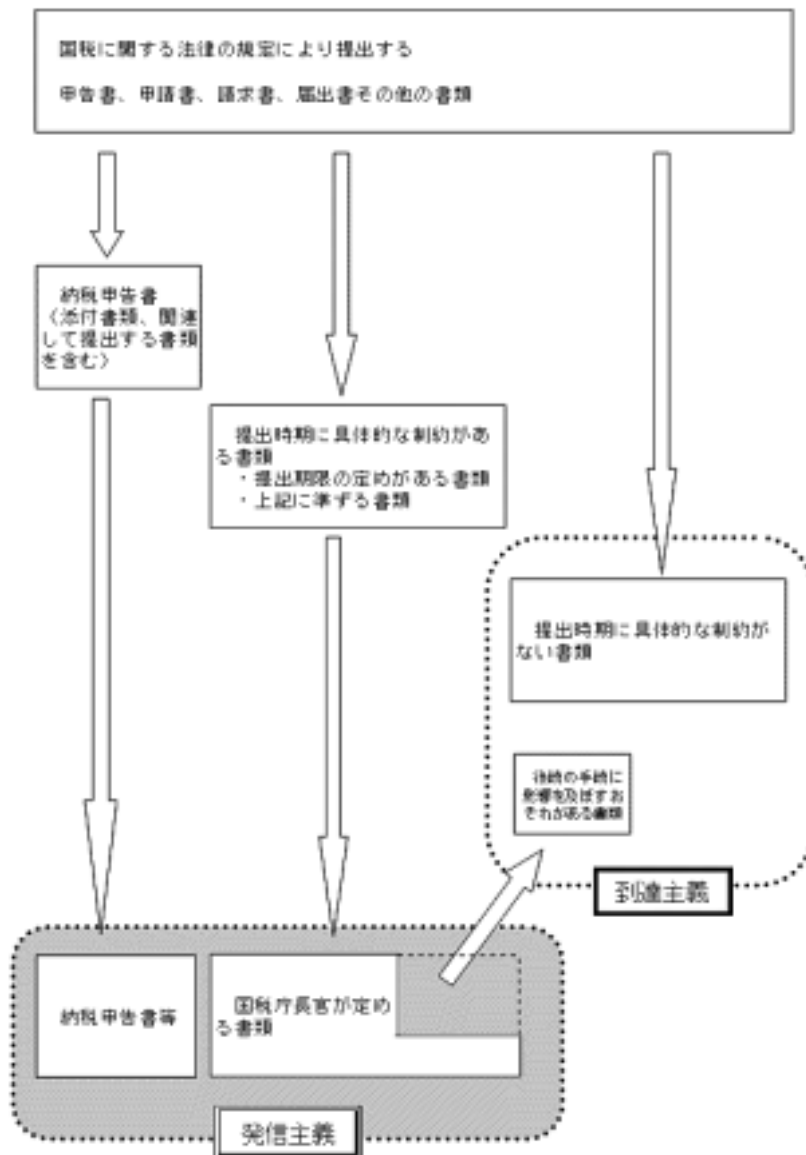 国税に関する法律の規定により提出する
申告書、申請書、請求書、届出書その他の書類
納税申告書
（添付書類、関連
して提出する書類
を含む）
提出時期に具体的な制約があ
る書類
・提出期限の定めがある書類
・上記に準ずる書類
提出時期に具体的な制約が
ない書類
後続の手続に
影響を及ぼすお
それがある書類
到達主義
納税申告書等
国税庁長官が定め
る書類
発信主義